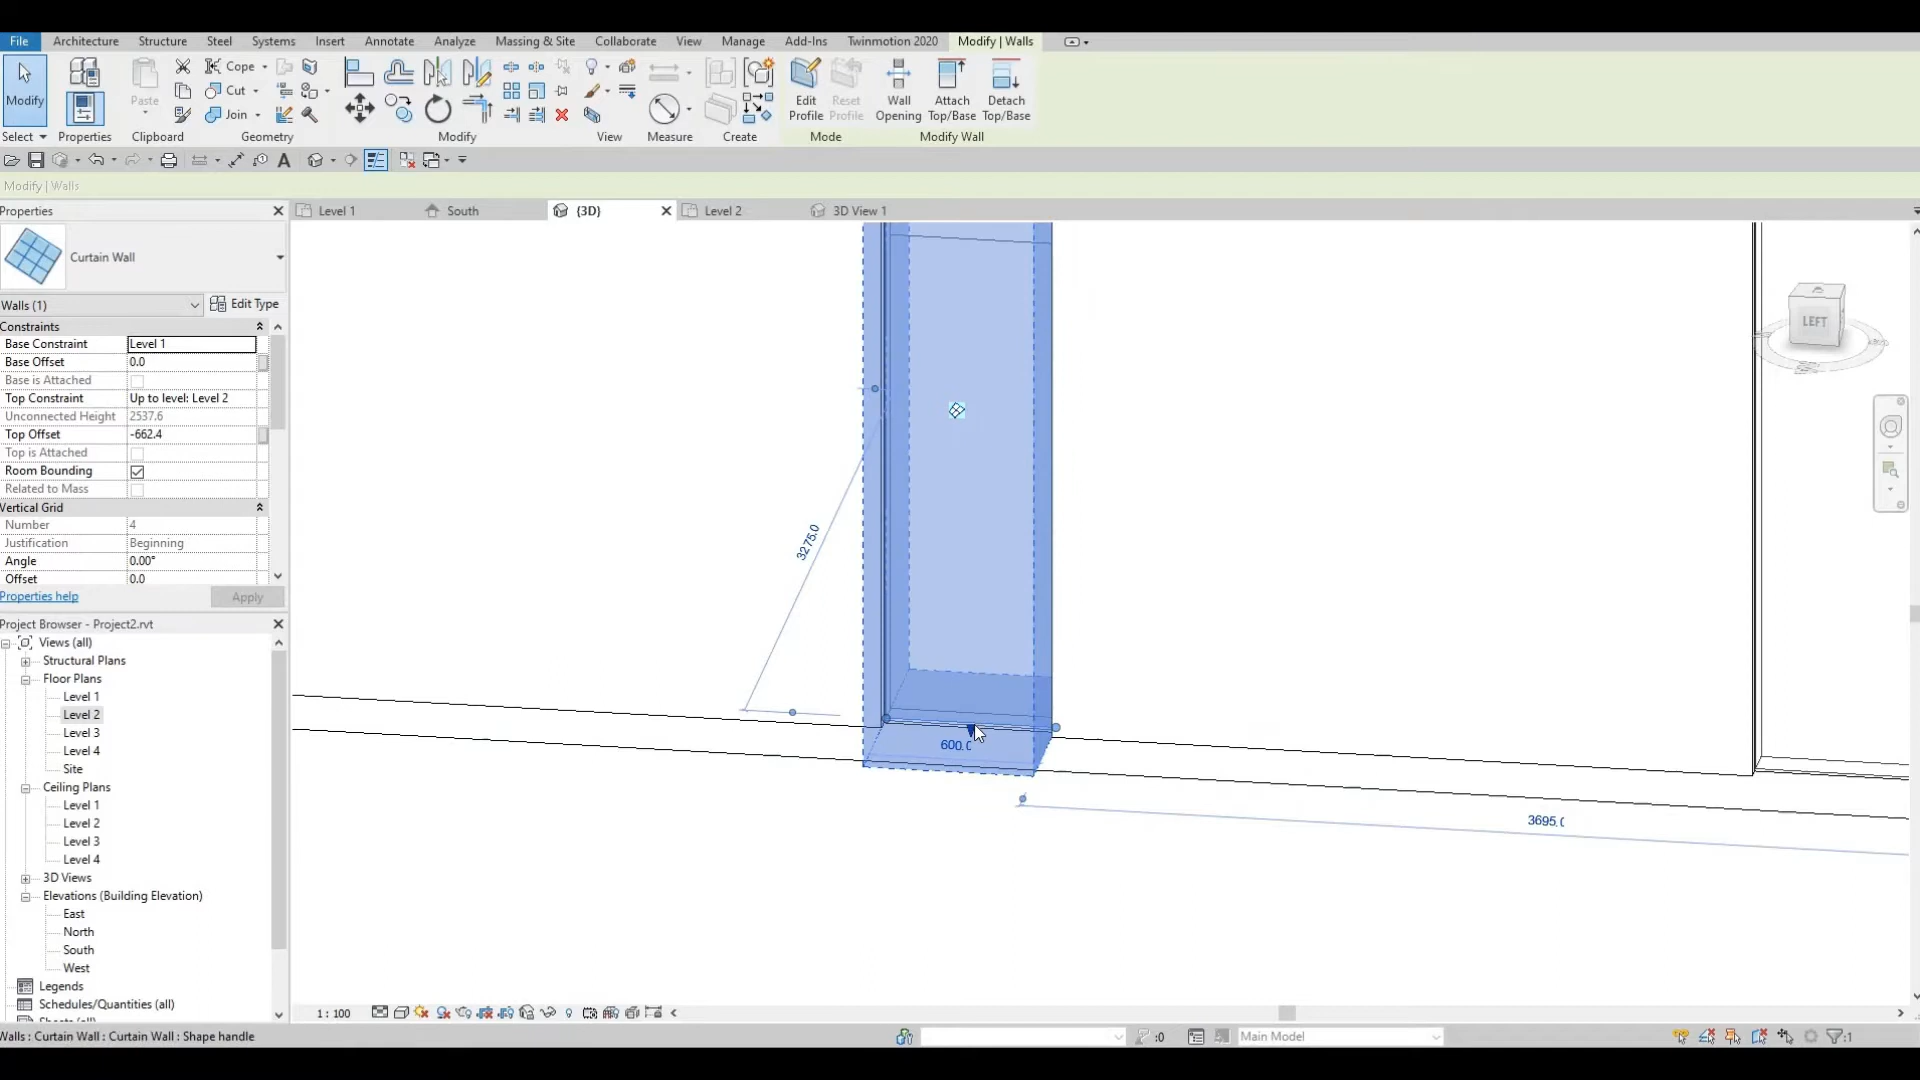 File Architecture Structure Steel Systems Insert Annotate Analyze Massing & Site Collaborate View Manage Add-Ins Twinmotion 2020 Modify | Walls
Cope
Cut
Join
Modify
Paste
Edit Profile
Reset Profile
Wall Opening
Attach Top/Base
Detach Top/Base
Select Properties Clipboard Geometry Modify View Measure Create Mode Modify Wall
Modify | Walls
Properties
Level 1 South (3D) Level 2 3D View 1
Curtain Wall
Walls (1) Edit Type
Constraints
Base Constraint Level 1
Base Offset 0.0
Base is Attached
Top Constraint Up to level: Level 2
Unconnected Height 2537.6
Top Offset -662.4
Top is Attached
Room Bounding
Related to Mass
Vertical Grid
Number 4
Justification Beginning
Angle 0.00°
Offset 0.0
Properties help Apply
Project Browser - Project2.rvt
Views (all)
Structural Plans
Floor Plans
Level 1
Level 2
Level 3
Level 4
Site
Ceiling Plans
Level 1
Level 2
Level 3
Level 4
3D Views
Elevations (Building Elevation)
East
North
South
West
Legends
Schedules/Quantities (all)
Sheets (all)
LEFT
3275.0
600.0
3695.0
1 : 100
Walls : Curtain Wall : Curtain Wall : Shape handle
:0
Main Model
:1